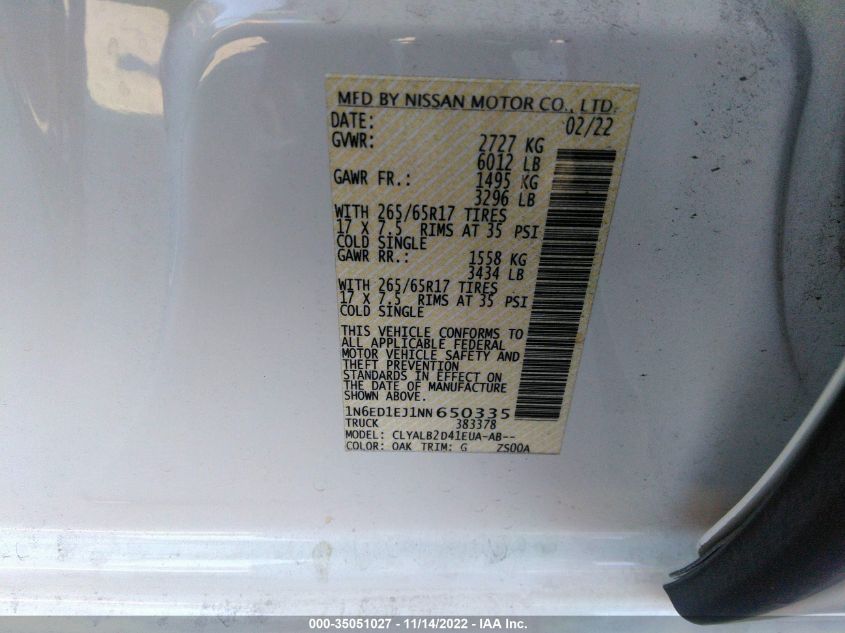 MFD BY NISSAN MOTOR CO., LTD.
DATE: 02/22
GVWR: 2727 KG
6012 LB
GAWR FR.: 1495 KG
3296 LB
WITH 265/65R17 TIRES
17 X 7.5 RIMS AT 35 PSI
COLD SINGLE
GAWR RR.: 1558 KG
3434 LB
WITH 265/65R17 TIRES
17 X 7.5 RIMS AT 35 PSI
COLD SINGLE
THIS VEHICLE CONFORMS TO
ALL APPLICABLE FEDERAL
MOTOR VEHICLE SAFETY AND
THEFT PREVENTION
STANDARDS IN EFFECT ON
THE DATE OF MANUFACTURE
SHOWN ABOVE.
1N6ED1EJ1NN650335
TRUCK 383378
MODEL: CLYALB2D41EUA-AB--
COLOR: QAK TRIM: G ZS00A
000-35051027 - 11/14/2022 - IAA Inc.